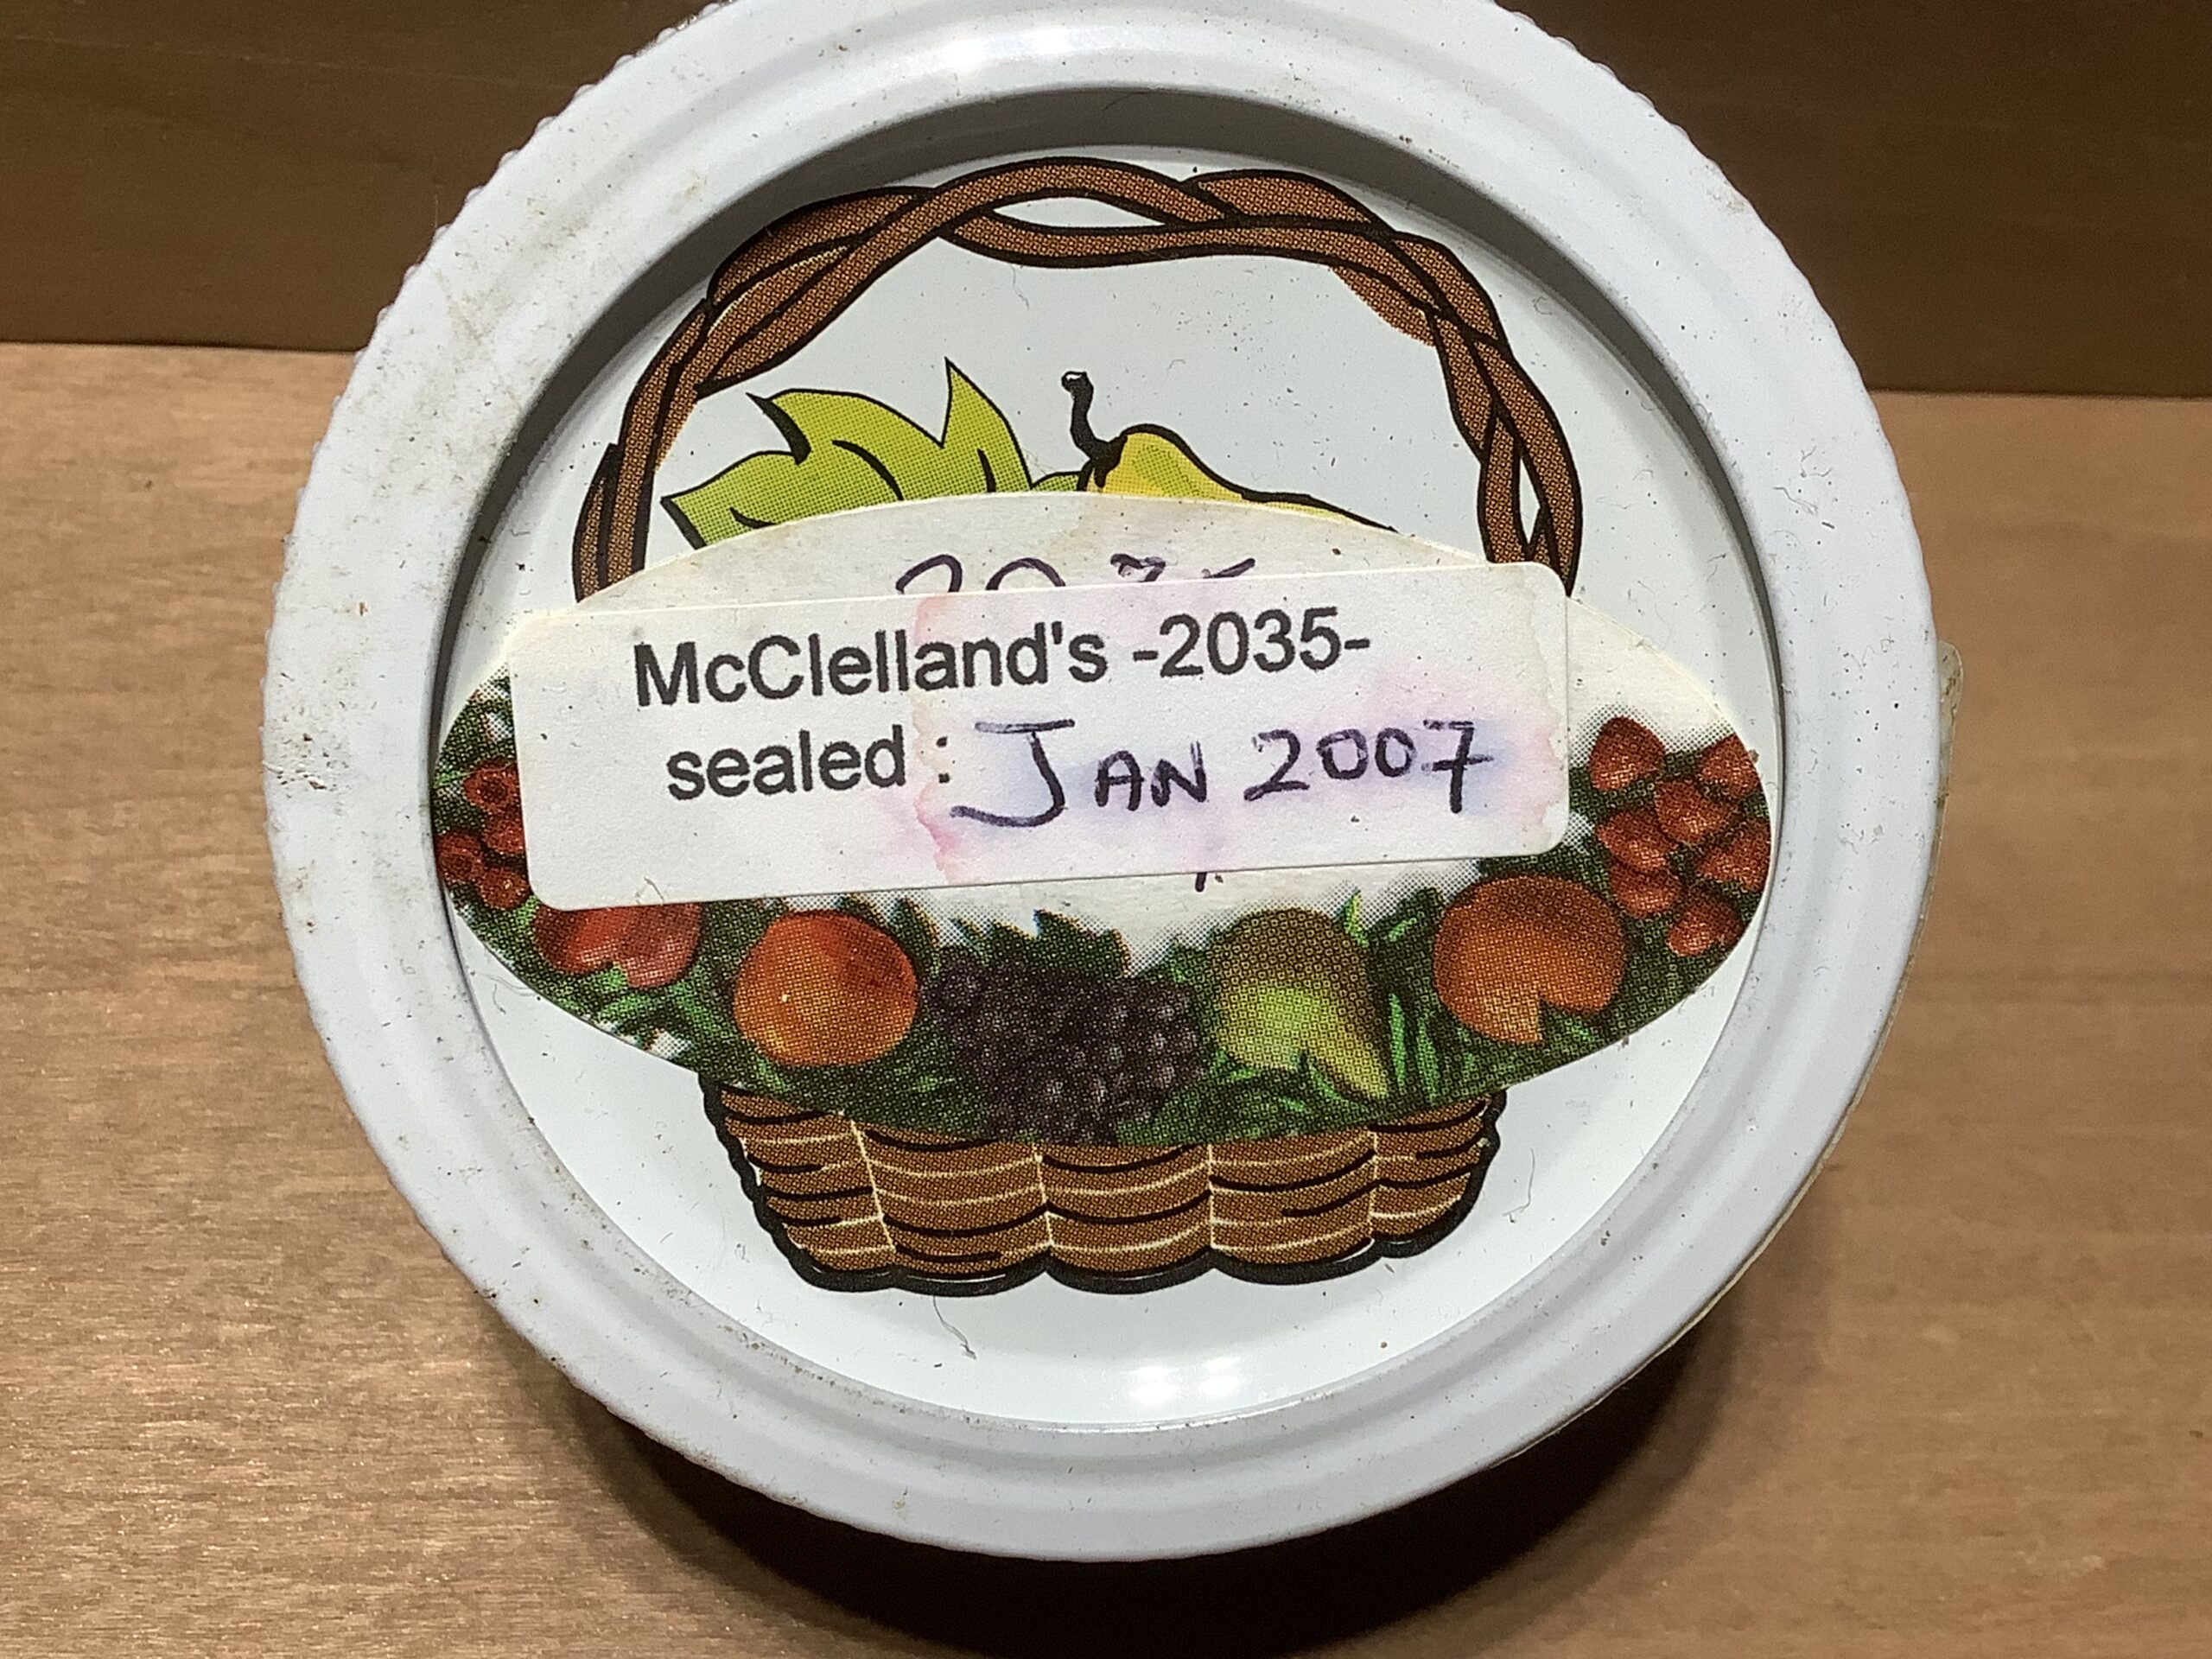 McClelland's -2035-
sealed : JAN 2007